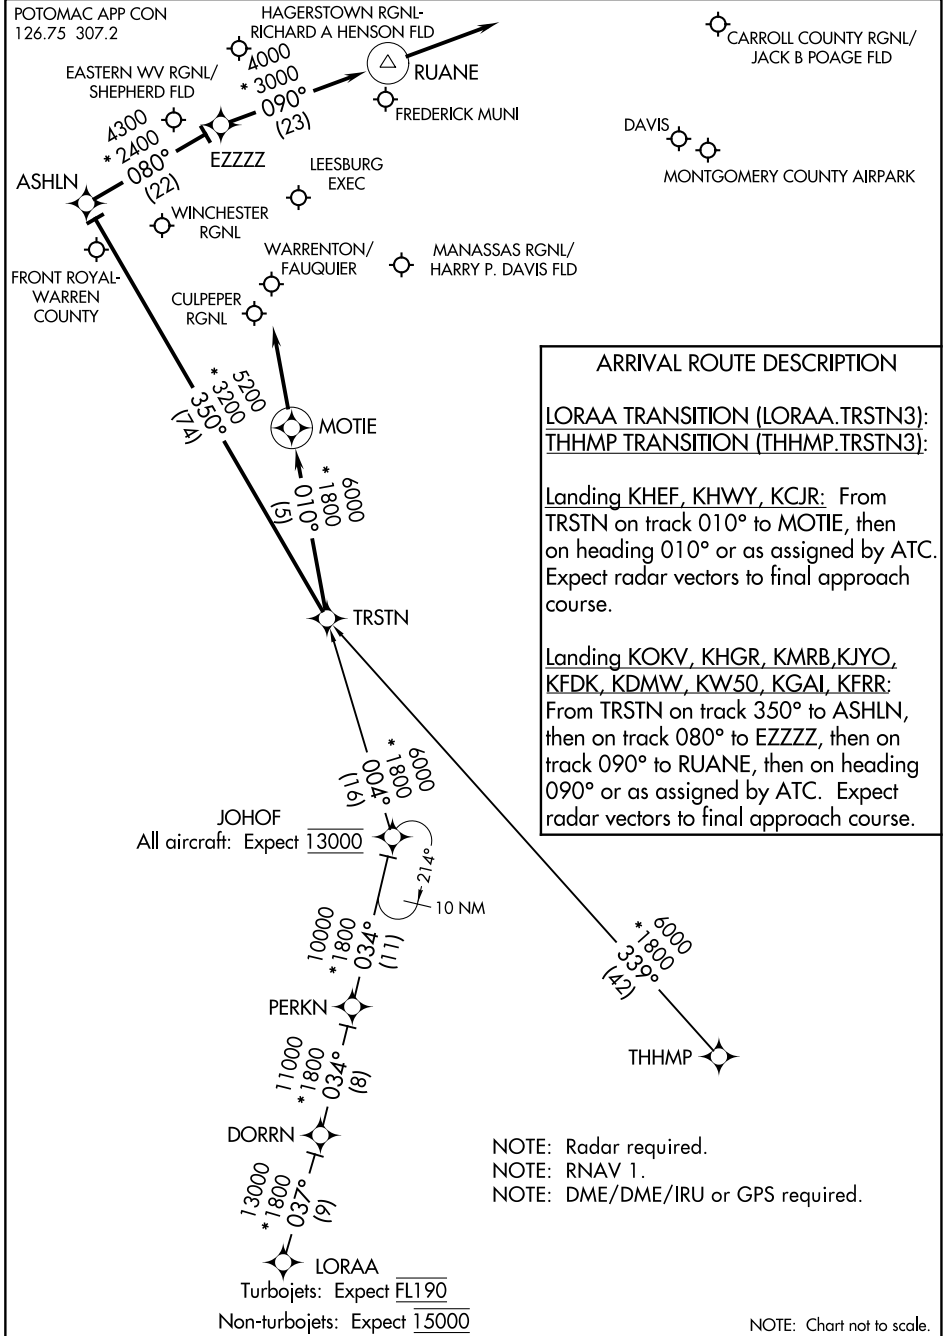 POTOMAC APP CON
126.75 307.2
HAGERSTOWN RGNL-
RICHARD A HENSON FLD
CARROLL COUNTY RGNL/
JACK B POAGE FLD
EASTERN WV RGNL/
SHEPHERD FLD
4000
* 3000
090°
(23)
RUANE
FREDERICK MUNI
4300
* 2400
080°
(22)
EZZZZ
DAVIS
MONTGOMERY COUNTY AIRPARK
ASHLN
LEESBURG
EXEC
WINCHESTER
RGNL
WARRENTON/
FAUQUIER
MANASSAS RGNL/
HARRY P. DAVIS FLD
FRONT ROYAL-
WARREN
COUNTY
CULPEPER
RGNL
5200
* 3200
350°
(74)
MOTIE
6000
* 1800
010°
(5)
TRSTN
ARRIVAL ROUTE DESCRIPTION
LORAA TRANSITION (LORAA.TRSTN3):
THHMP TRANSITION (THHMP.TRSTN3):
Landing KHEF, KHWY, KCJR: From
TRSTN on track 010° to MOTIE, then
on heading 010° or as assigned by ATC.
Expect radar vectors to final approach
course.
Landing KOKV, KHGR, KMRB,KJYO,
KFDK, KDMW, KW50, KGAI, KFRR:
From TRSTN on track 350° to ASHLN,
then on track 080° to EZZZZ, then on
track 090° to RUANE, then on heading
090° or as assigned by ATC. Expect
radar vectors to final approach course.
6000
* 1800
004°
(16)
JOHOF
All aircraft: Expect 13000
214°
10 NM
10000
* 1800
034°
(11)
6000
*1800
339°
(42)
PERKN
THHMP
11000
*1800
034°
(8)
DORRN
13000
*1800
037°
(9)
NOTE: Radar required.
NOTE: RNAV 1.
NOTE: DME/DME/IRU or GPS required.
LORAA
Turbojets: Expect FL190
Non-turbojets: Expect 15000
NOTE: Chart not to scale.